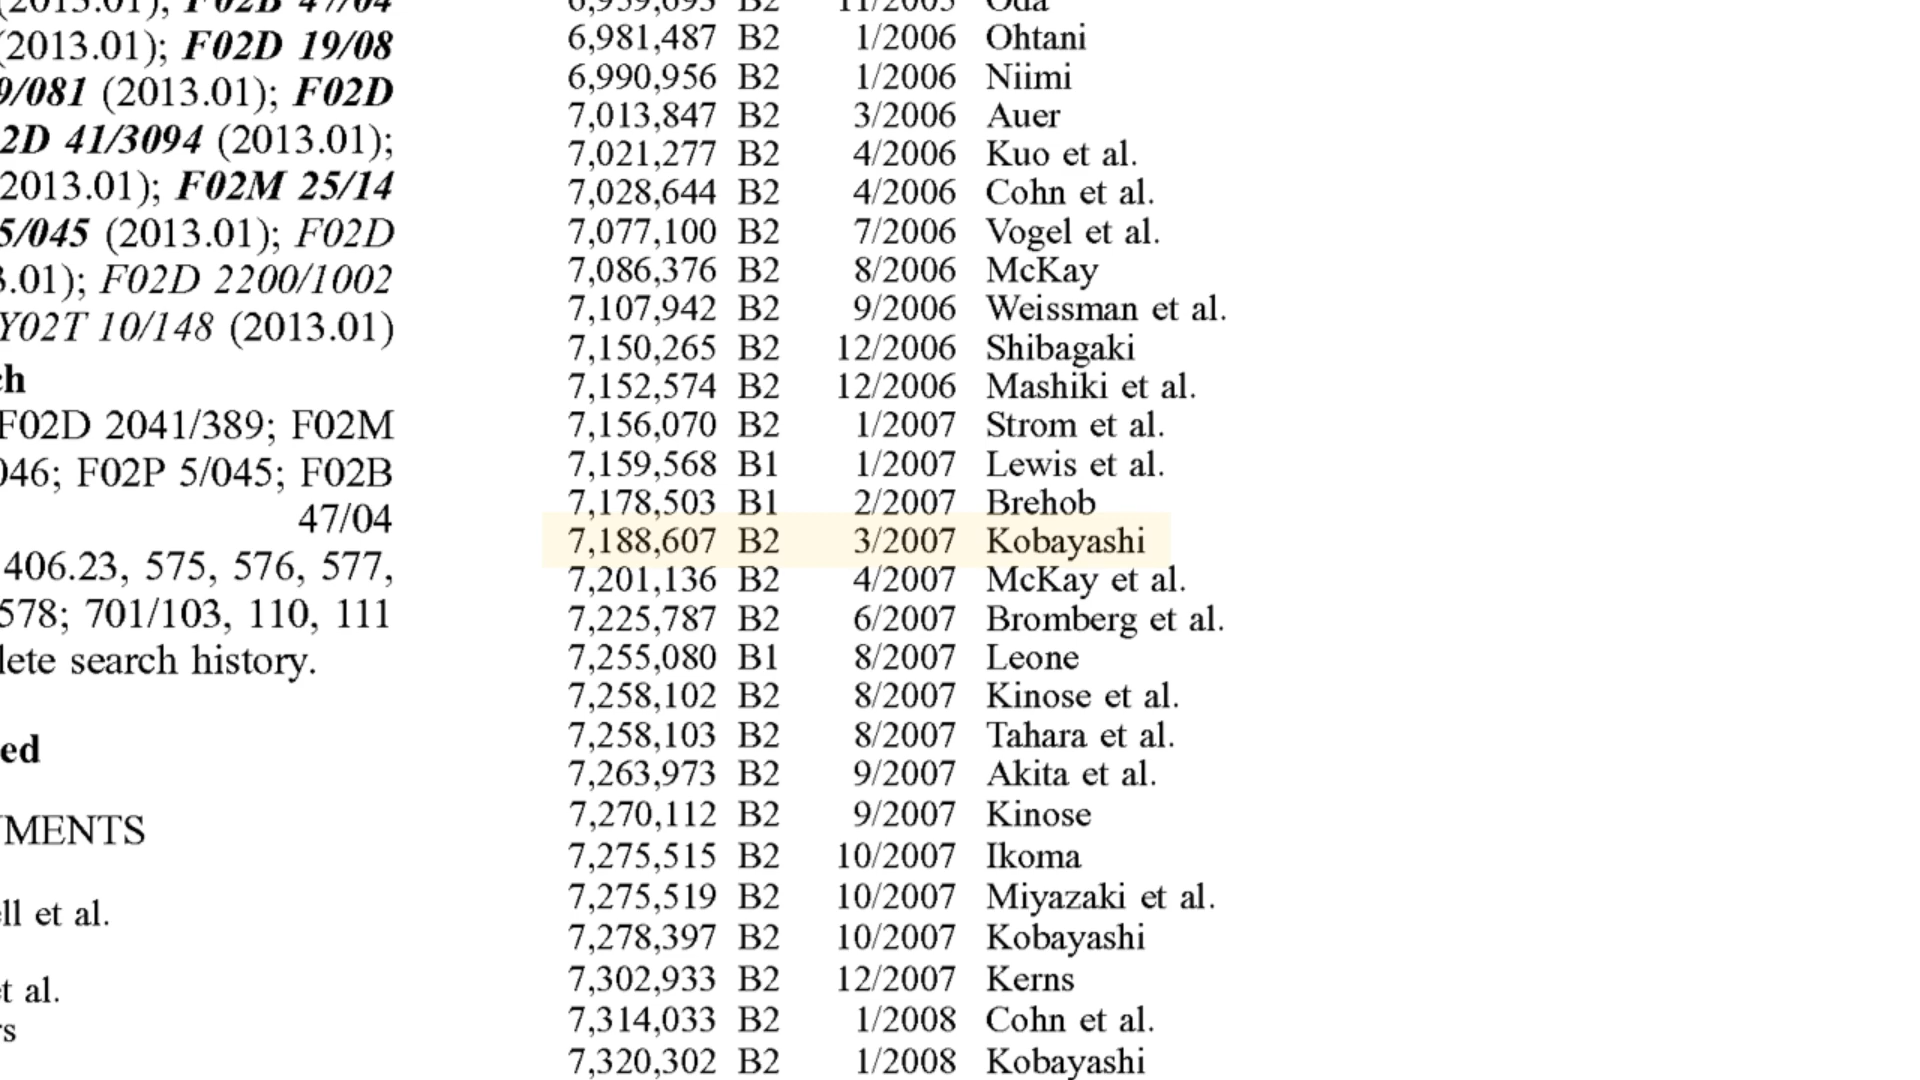 (2013.01); F02B 47/04
(2013.01); F02D 19/08
9/081 (2013.01); F02D
2D 41/3094 (2013.01);
2013.01); F02M 25/14
5/045 (2013.01); F02D
3.01); F02D 2200/1002
Y02T 10/148 (2013.01)
ch
F02D 2041/389; F02M
046; F02P 5/045; F02B
47/04
406.23, 575, 576, 577,
578; 701/103, 110, 111
lete search history.
ed
MENTS
ll et al.
t al.
rs
6,959,693 B2 11/2005 Oda
6,981,487 B2 1/2006 Ohtani
6,990,956 B2 1/2006 Niimi
7,013,847 B2 3/2006 Auer
7,021,277 B2 4/2006 Kuo et al.
7,028,644 B2 4/2006 Cohn et al.
7,077,100 B2 7/2006 Vogel et al.
7,086,376 B2 8/2006 McKay
7,107,942 B2 9/2006 Weissman et al.
7,150,265 B2 12/2006 Shibagaki
7,152,574 B2 12/2006 Mashiki et al.
7,156,070 B2 1/2007 Strom et al.
7,159,568 B1 1/2007 Lewis et al.
7,178,503 B1 2/2007 Brehob
7,188,607 B2 3/2007 Kobayashi
7,201,136 B2 4/2007 McKay et al.
7,225,787 B2 6/2007 Bromberg et al.
7,255,080 B1 8/2007 Leone
7,258,102 B2 8/2007 Kinose et al.
7,258,103 B2 8/2007 Tahara et al.
7,263,973 B2 9/2007 Akita et al.
7,270,112 B2 9/2007 Kinose
7,275,515 B2 10/2007 Ikoma
7,275,519 B2 10/2007 Miyazaki et al.
7,278,397 B2 10/2007 Kobayashi
7,302,933 B2 12/2007 Kerns
7,314,033 B2 1/2008 Cohn et al.
7,320,302 B2 1/2008 Kobayashi